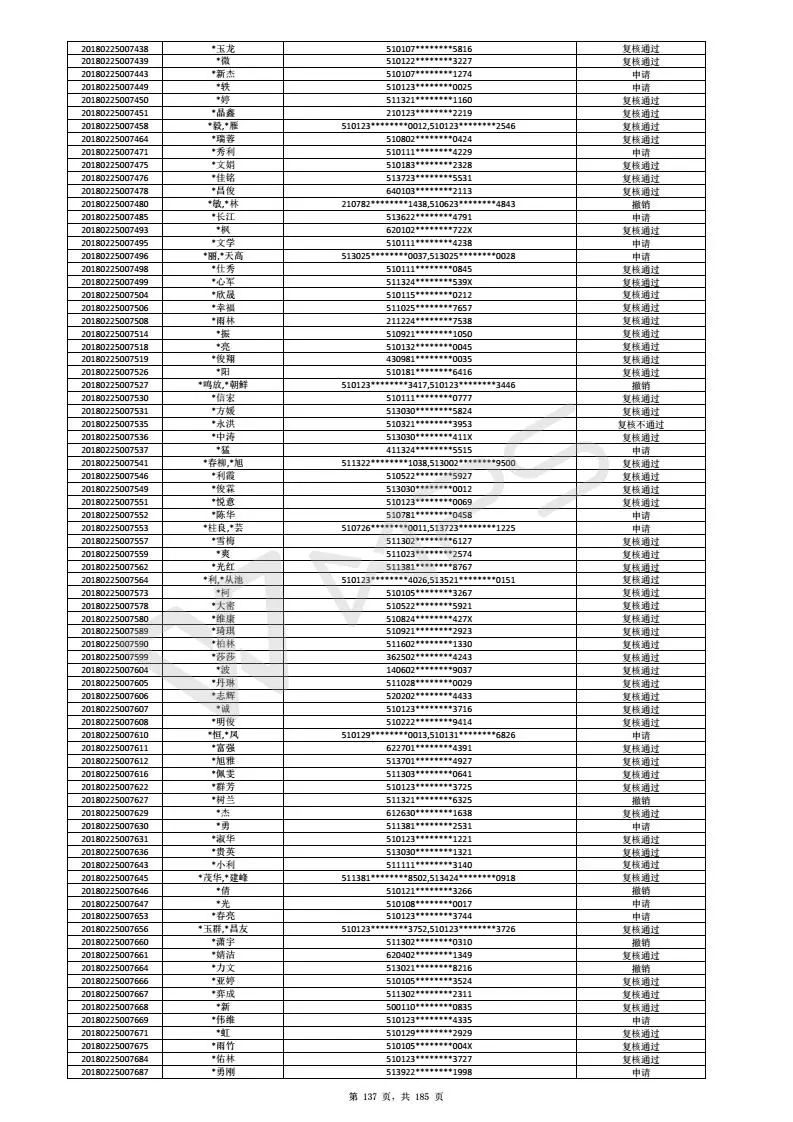 20180225007438 *玉龙 510107********5816 复核通过
20180225007439 *微 510122********3227 复核通过
20180225007443 *新杰 510107********1274 申请
20180225007449 *轶 510123********0025 申请
20180225007450 *婷 511321********1160 复核通过
20180225007451 *晶鑫 210123********2219 复核通过
20180225007458 *毅,*雁 510123********0012,510123********2546 复核通过
20180225007464 *瑞蓉 510802********0424 复核通过
20180225007471 *秀利 510111********4229 申请
20180225007475 *文娟 510183********2328 复核通过
20180225007476 *佳铭 513723********5531 复核通过
20180225007478 *昌俊 640103********2113 复核通过
20180225007480 *敏,*林 210782********1438,510623********4843 撤销
20180225007485 *长江 513622********4791 申请
20180225007493 *枫 620102********722X 复核通过
20180225007495 *文学 510111********4238 申请
20180225007496 *丽,*天高 513025********0037,513025********0028 申请
20180225007498 *仕秀 510111********0845 复核通过
20180225007499 *心军 511324********539X 复核通过
20180225007504 *欣晟 510115********0212 复核通过
20180225007506 *幸福 511025********7657 复核通过
20180225007508 *雨林 211224********7538 复核通过
20180225007514 *振 510921********1050 复核通过
20180225007518 *亮 510132********0045 复核通过
20180225007519 *俊翔 430981********0035 复核通过
20180225007526 *阳 510181********6416 复核通过
20180225007527 *鸣放,*朝鲜 510123********3417,510123********3446 撤销
20180225007530 *信宏 510111********0777 复核通过
20180225007531 *方媛 513030********5824 复核通过
20180225007535 *永洪 510321********3953 复核不通过
20180225007536 *中涛 513030********411X 复核通过
20180225007537 *猛 411324********5515 申请
20180225007541 *春柳,*旭 511322********1038,513002********9500 复核通过
20180225007546 *利霞 510522********5927 复核通过
20180225007549 *俊霖 513030********0012 复核通过
20180225007551 *悦意 510123********0069 复核通过
20180225007552 *陈华 510781********0458 申请
20180225007553 *柱良,*芸 510726********0011,513723********1225 申请
20180225007557 *雪梅 511302********6127 复核通过
20180225007559 *爽 511023********2574 复核通过
20180225007562 *光红 511381********8767 复核通过
20180225007564 *利,*从池 510123********4026,513521********0151 复核通过
20180225007573 *柯 510105********3267 复核通过
20180225007578 *大密 510522********5921 复核通过
20180225007580 *维康 510824********427X 复核通过
20180225007589 *琦琪 510921********2923 复核通过
20180225007590 *柏林 511602********1330 复核通过
20180225007599 *莎莎 362502********4243 复核通过
20180225007604 *波 140602********9037 复核通过
20180225007605 *丹琳 511028********0029 复核通过
20180225007606 *志辉 520202********4433 复核通过
20180225007607 *诚 510123********3716 复核通过
20180225007608 *明俊 510222********9414 复核通过
20180225007610 *恒,*凤 510129********0013,510131********6826 申请
20180225007611 *富强 622701********4391 复核通过
20180225007612 *旭雅 513701********4927 复核通过
20180225007616 *佩雯 511303********0641 复核通过
20180225007622 *群芳 510123********3725 复核通过
20180225007627 *树兰 511321********6325 撤销
20180225007629 *杰 612630********1638 复核通过
20180225007630 *勇 511381********2531 申请
20180225007631 *淑华 510123********1221 复核通过
20180225007636 *贵英 513030********1321 复核通过
20180225007643 *小利 511111********3140 复核通过
20180225007645 *茂华,*建峰 511381********8502,513424********0918 复核通过
20180225007646 *倩 510121********3266 撤销
20180225007647 *光 510108********0017 申请
20180225007653 *春亮 510123********3744 申请
20180225007656 *玉群,*昌友 510123********3752,510123********3726 复核通过
20180225007660 *潇宇 511302********0310 撤销
20180225007661 *婧洁 620402********1349 复核通过
20180225007664 *力文 513021********8216 撤销
20180225007666 *亚婷 510105********3524 复核通过
20180225007667 *弈成 511302********2311 复核通过
20180225007668 *新 500110********0835 复核通过
20180225007669 *伟维 510123********4335 申请
20180225007671 *虹 510129********2929 复核通过
20180225007675 *雨竹 510105********004X 复核通过
20180225007684 *佑林 510123********3727 复核通过
20180225007687 *勇刚 513922********1998 申请
第 137 页,共 185 页